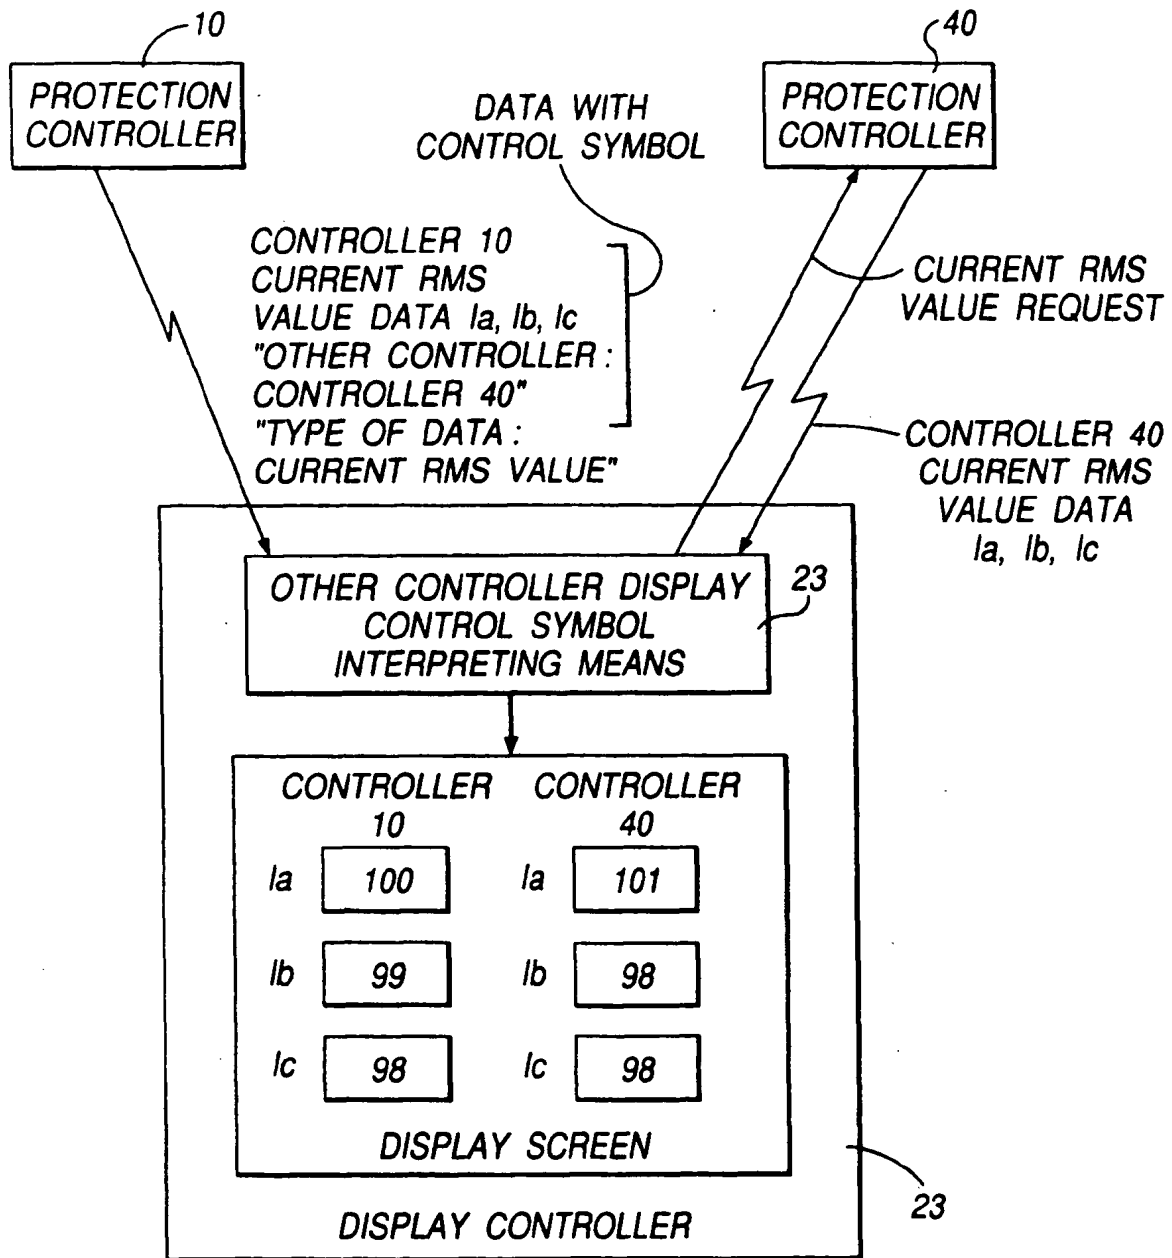 10
PROTECTION
CONTROLLER
40
PROTECTION
CONTROLLER
DATA WITH
CONTROL SYMBOL
CONTROLLER 10
CURRENT RMS
VALUE DATA Ia, Ib, Ic
"OTHER CONTROLLER :
CONTROLLER 40"
"TYPE OF DATA :
CURRENT RMS VALUE"
CURRENT RMS
VALUE REQUEST
CONTROLLER 40
CURRENT RMS
VALUE DATA
Ia, Ib, Ic
OTHER CONTROLLER DISPLAY
CONTROL SYMBOL
INTERPRETING MEANS
23
CONTROLLER
10
CONTROLLER
40
Ia 100 Ia 101
Ib 99 Ib 98
Ic 98 Ic 98
DISPLAY SCREEN
23
DISPLAY CONTROLLER